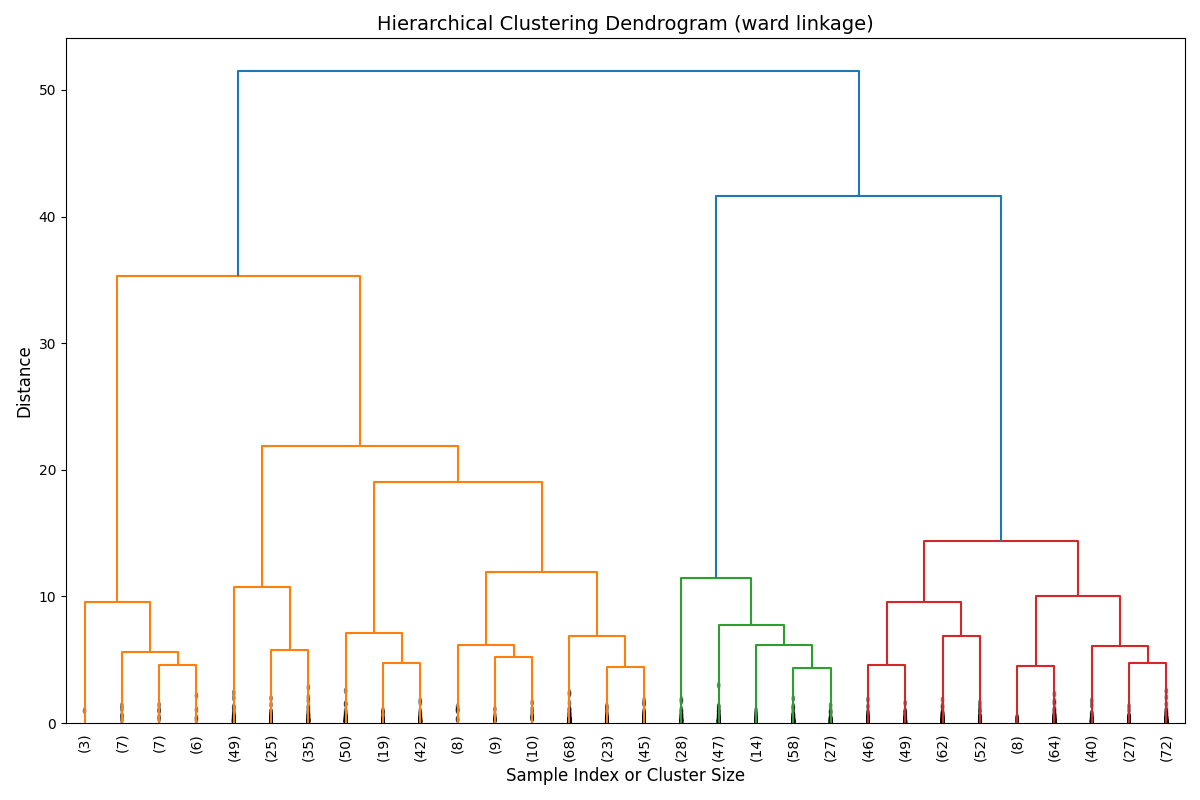 Hierarchical Clustering Dendrogram (ward linkage)
50
40
30
20
10
0
Distance
(3) (7) (7) (6) (49) (25) (35) (50) (19) (42) (8) (9) (10) (68) (23) (45) (28) (47) (14) (58) (27) (46) (49) (62) (52) (8) (64) (40) (27) (72)
Sample Index or Cluster Size